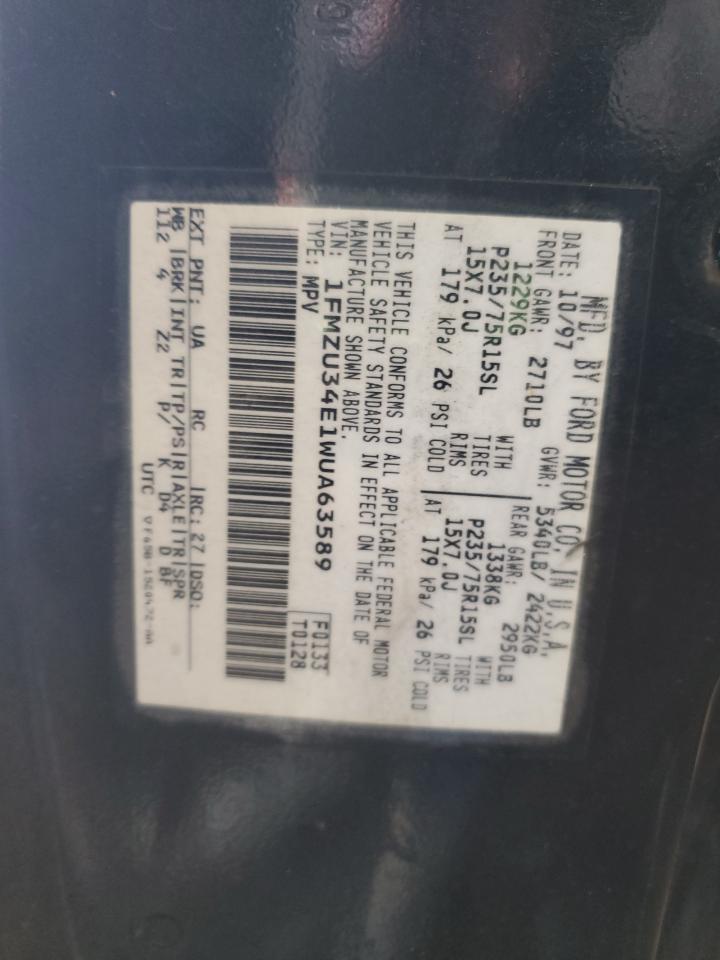 MFD. BY FORD MOTOR CO. IN U.S.A.
DATE: 10/97 GVWR: 5340LB/ 2422KG
FRONT GAWR: 2710LB REAR GAWR: 2950LB
1229KG WITH 1338KG WITH
P235/75R15SL TIRES P235/75R15SL TIRES
15X7.0J RIMS 15X7.0J RIMS
AT 179 kPa/ 26 PSI COLD AT 179 kPa/ 26 PSI COLD
THIS VEHICLE CONFORMS TO ALL APPLICABLE FEDERAL MOTOR
VEHICLE SAFETY STANDARDS IN EFFECT ON THE DATE OF
MANUFACTURE SHOWN ABOVE.
VIN: 1FMZU34E1WUA63589
TYPE: MPV
F0133
T0128
EXT PNT: UA RC |RC: 27 |DSO:
WB |BRK|INT TR|TP/PS|R|AXLE|TR|SPR
112 4 Z2 P/ K D4 D BF
UTC